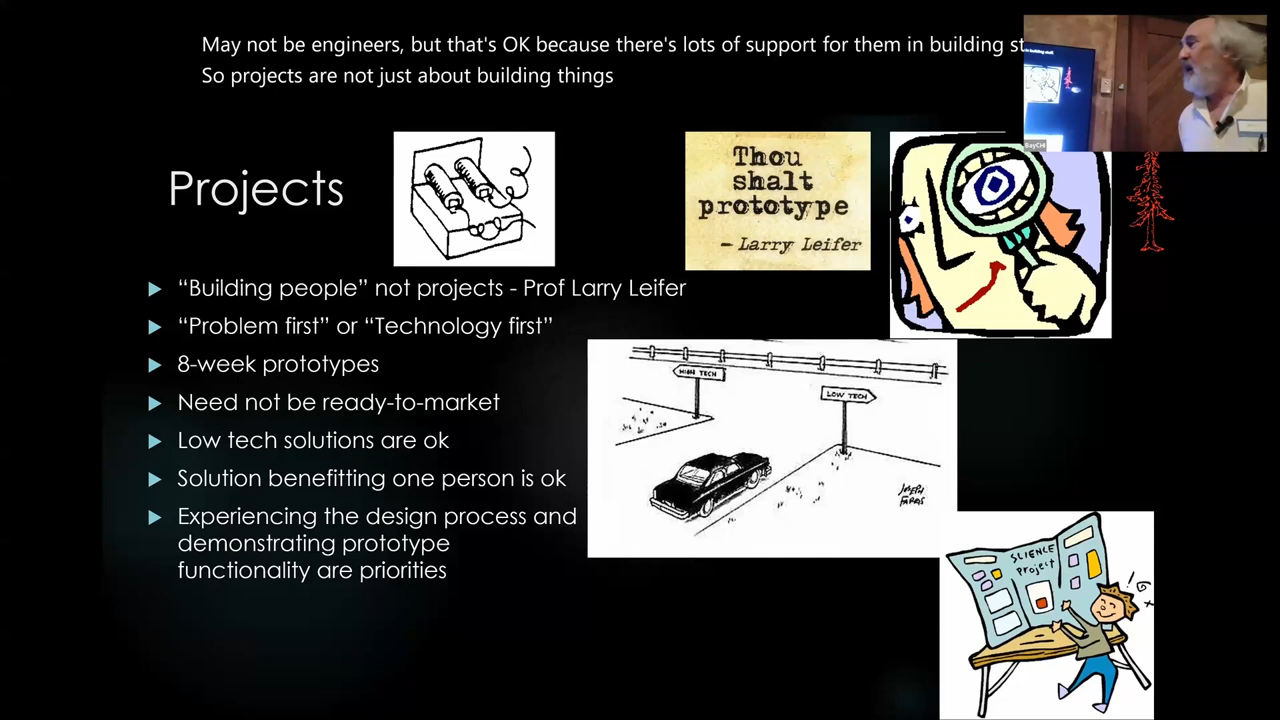 May not be engineers, but that's OK because there's lots of support for them in building st
So projects are not just about building things
BayCHI
Projects
Thou
shalt
prototype
– Larry Leifer
"Building people" not projects - Prof Larry Leifer
"Problem first" or "Technology first"
8-week prototypes
Need not be ready-to-market
Low tech solutions are ok
Solution benefitting one person is ok
Experiencing the design process and
demonstrating prototype
functionality are priorities
HIGH TECH
LOW TECH
JOSEPH
FARRIS
SCIENCE
Project